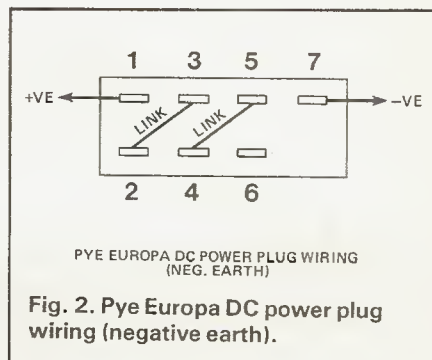 1 3 5 7
+VE LINK LINK -VE
2 4 6
PYE EUROPA DC POWER PLUG WIRING
(NEG. EARTH)
Fig. 2. Pye Europa DC power plug
wiring (negative earth).